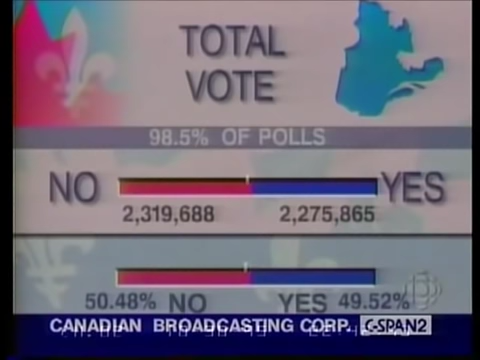 TOTAL
VOTE
98.5% OF POLLS
NO YES
2,319,688 2,275,865
50.48% NO YES 49.52%
CANADIAN BROADCASTING CORP. C-SPAN2